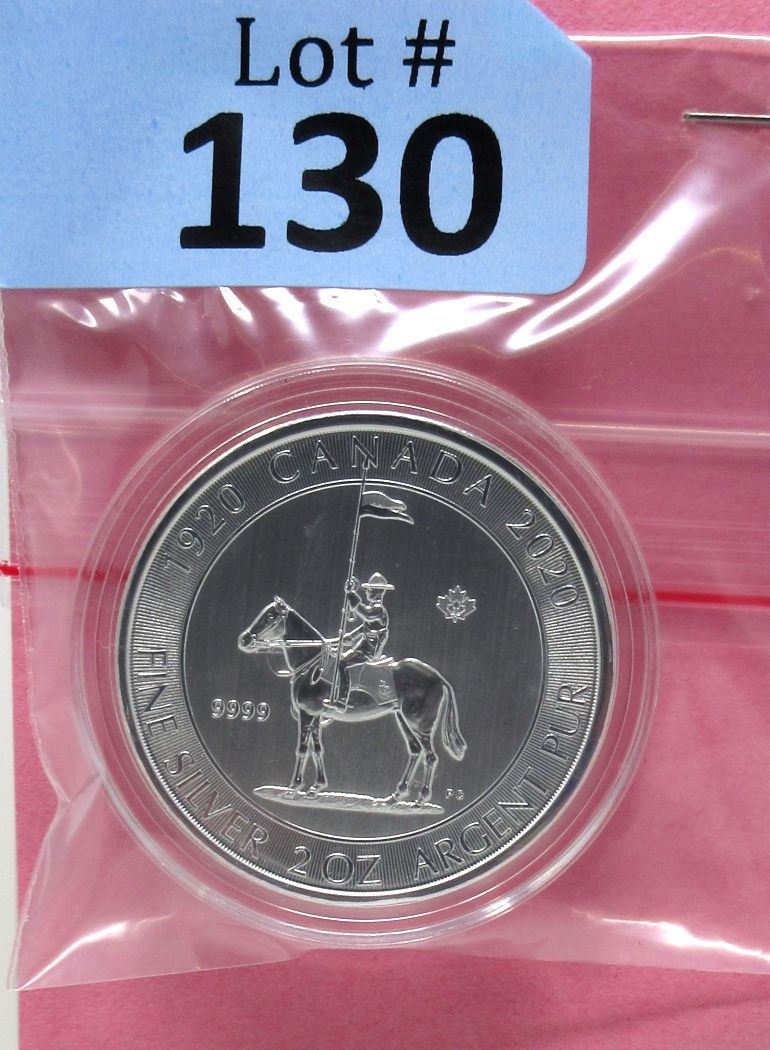 Lot #
130
1920 CANADA 2020
9999
FINE SILVER 2 OZ ARGENT PUR